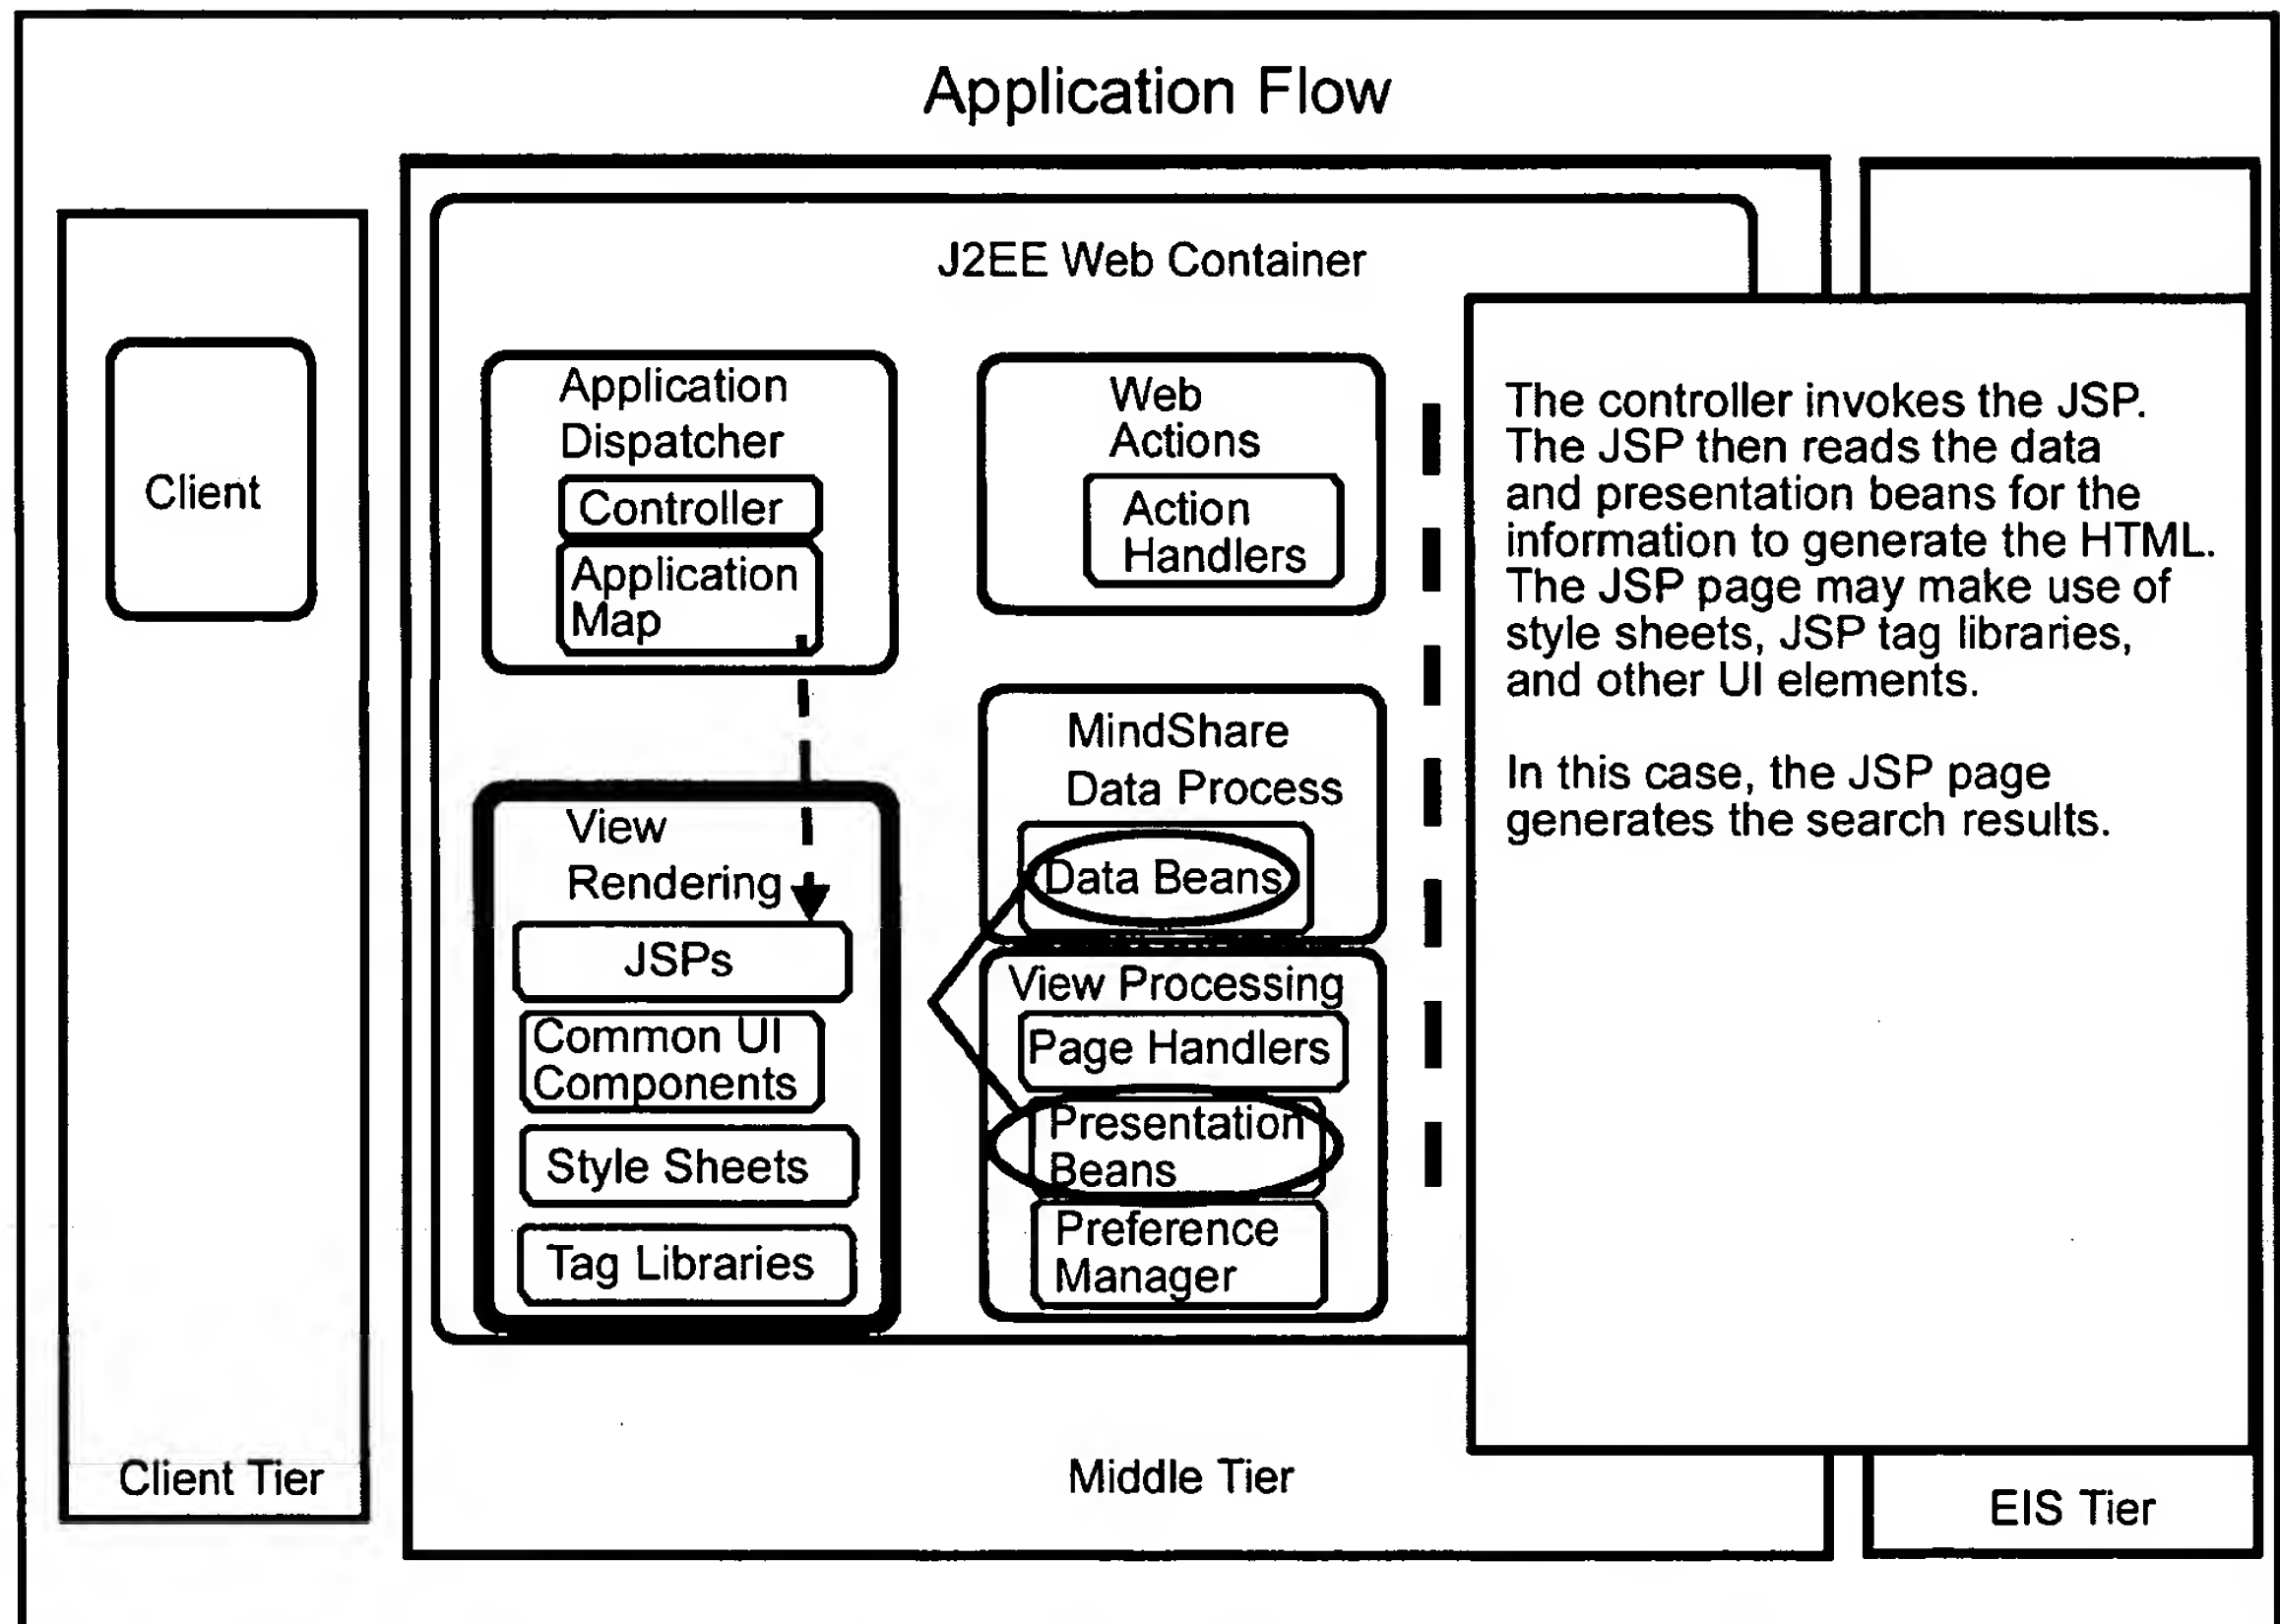 Application Flow
J2EE Web Container
Client
Application
Dispatcher
Controller
Application
Map
Web
Actions
Action
Handlers
View
Rendering
JSPs
Common UI
Components
Style Sheets
Tag Libraries
MindShare
Data Process
Data Beans
View Processing
Page Handlers
Presentation
Beans
Preference
Manager
The controller invokes the JSP.
The JSP then reads the data
and presentation beans for the
information to generate the HTML.
The JSP page may make use of
style sheets, JSP tag libraries,
and other UI elements.
In this case, the JSP page
generates the search results.
Client Tier
Middle Tier
EIS Tier